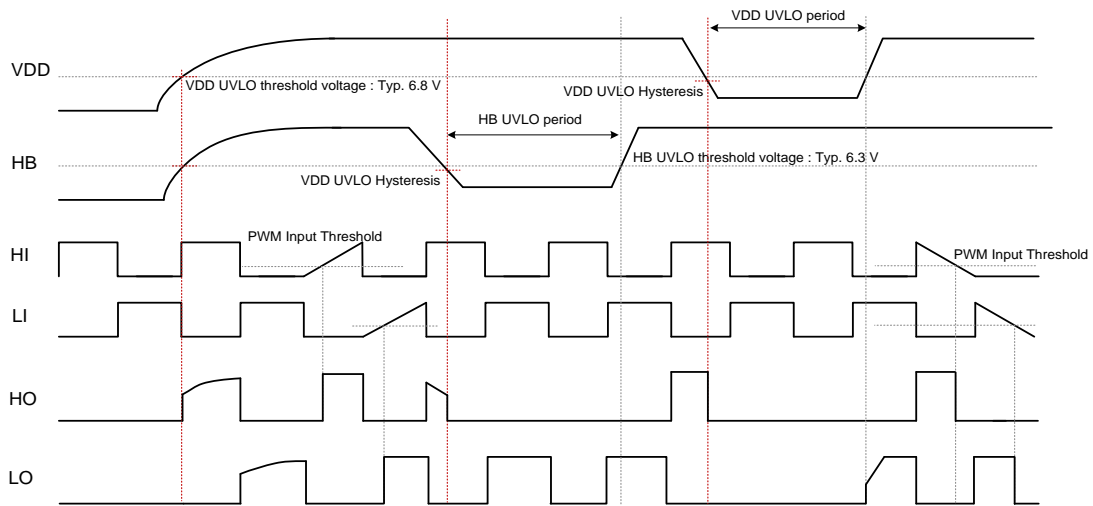 VDD UVLO period
VDD
VDD UVLO threshold voltage : Typ. 6.8 V
VDD UVLO Hysteresis
HB UVLO period
HB
HB UVLO threshold voltage : Typ. 6.3 V
VDD UVLO Hysteresis
PWM Input Threshold
HI
PWM Input Threshold
LI
HO
LO